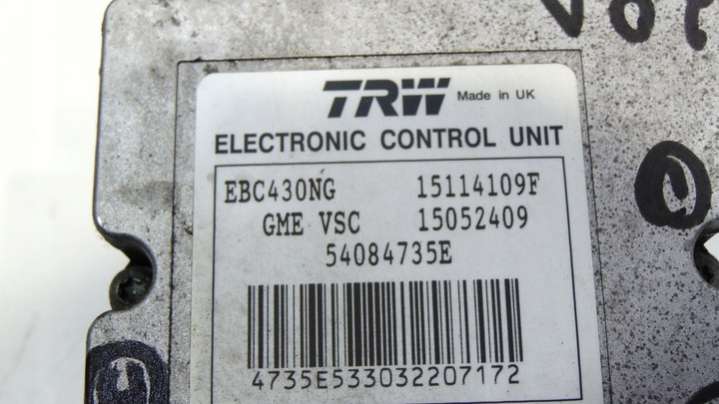 TRW Made in UK
ELECTRONIC CONTROL UNIT
EBC430NG 15114109F
GME VSC 15052409
54084735E
4735E533032207172